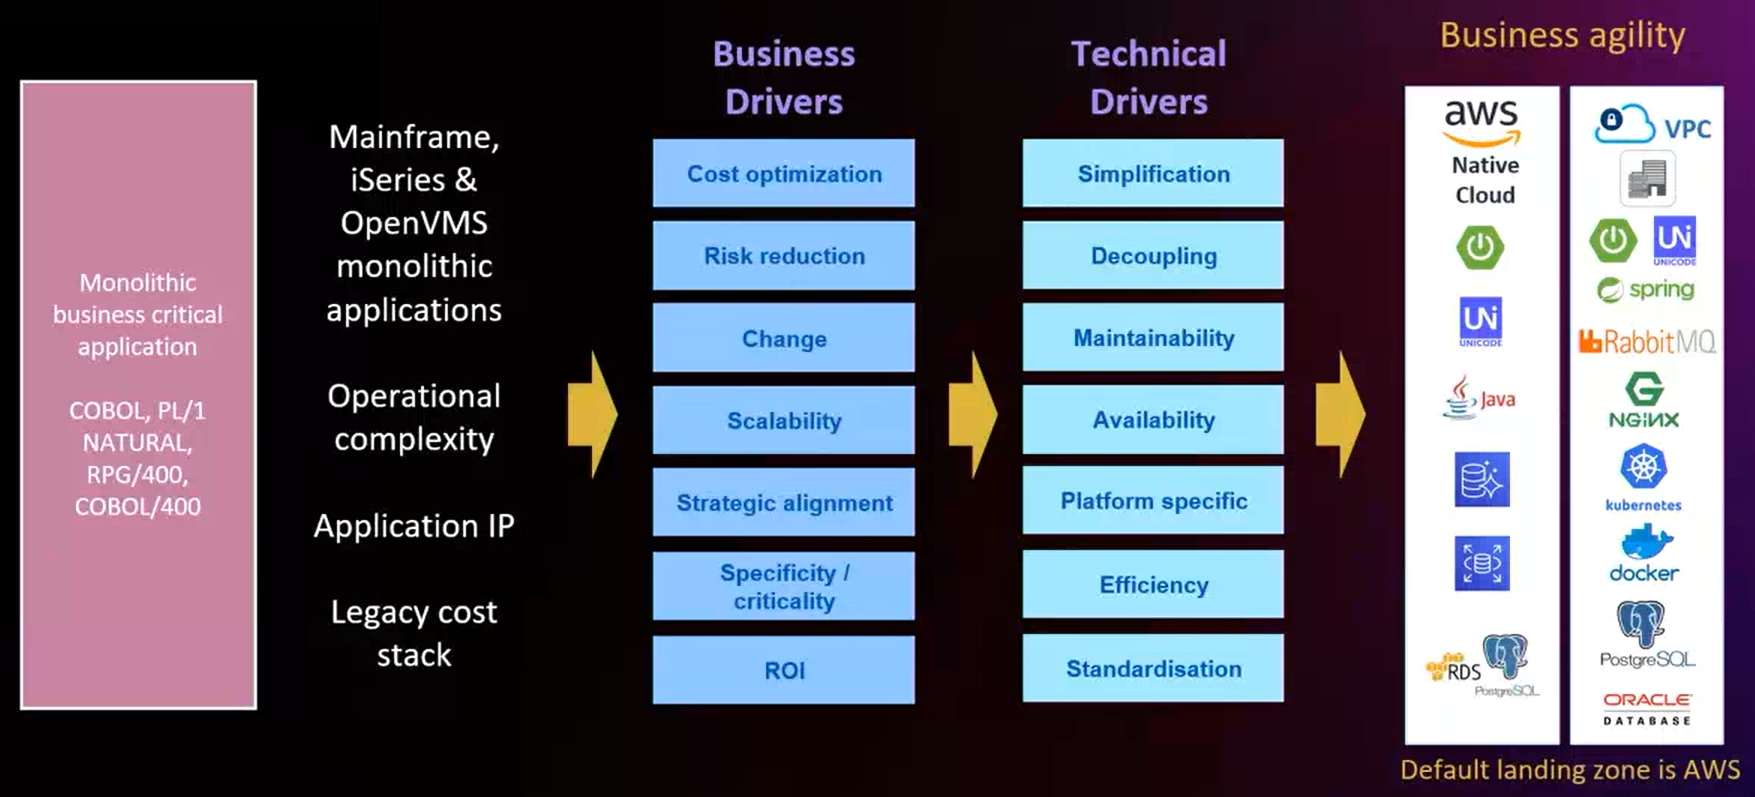 Monolithic
business critical
application
COBOL, PL/1
NATURAL,
RPG/400,
COBOL/400
Mainframe,
iSeries &
OpenVMS
monolithic
applications
Operational
complexity
Application IP
Legacy cost
stack
Business
Drivers
Cost optimization
Risk reduction
Change
Scalability
Strategic alignment
Specificity /
criticality
ROI
Technical
Drivers
Simplification
Decoupling
Maintainability
Availability
Platform specific
Efficiency
Standardisation
Business agility
aws
Native
Cloud
UNi
UNICODE
Java
RDS
PostgreSQL
VPC
UNi
UNICODE
spring
RabbitMQ
NGiNX
kubernetes
docker
PostgreSQL
ORACLE
DATABASE
Default landing zone is AWS